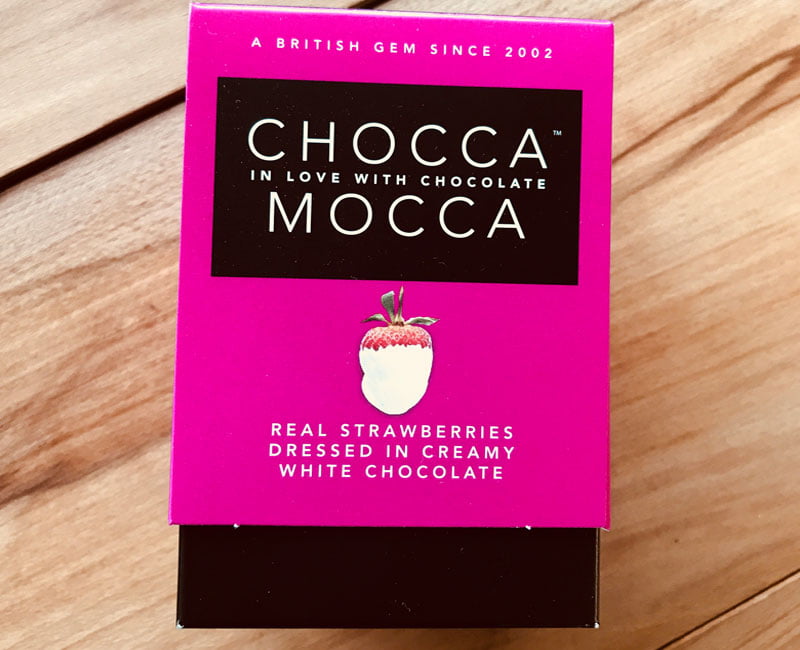 A BRITISH GEM SINCE 2002
CHOCCA™
IN LOVE WITH CHOCOLATE
MOCCA
REAL STRAWBERRIES
DRESSED IN CREAMY
WHITE CHOCOLATE